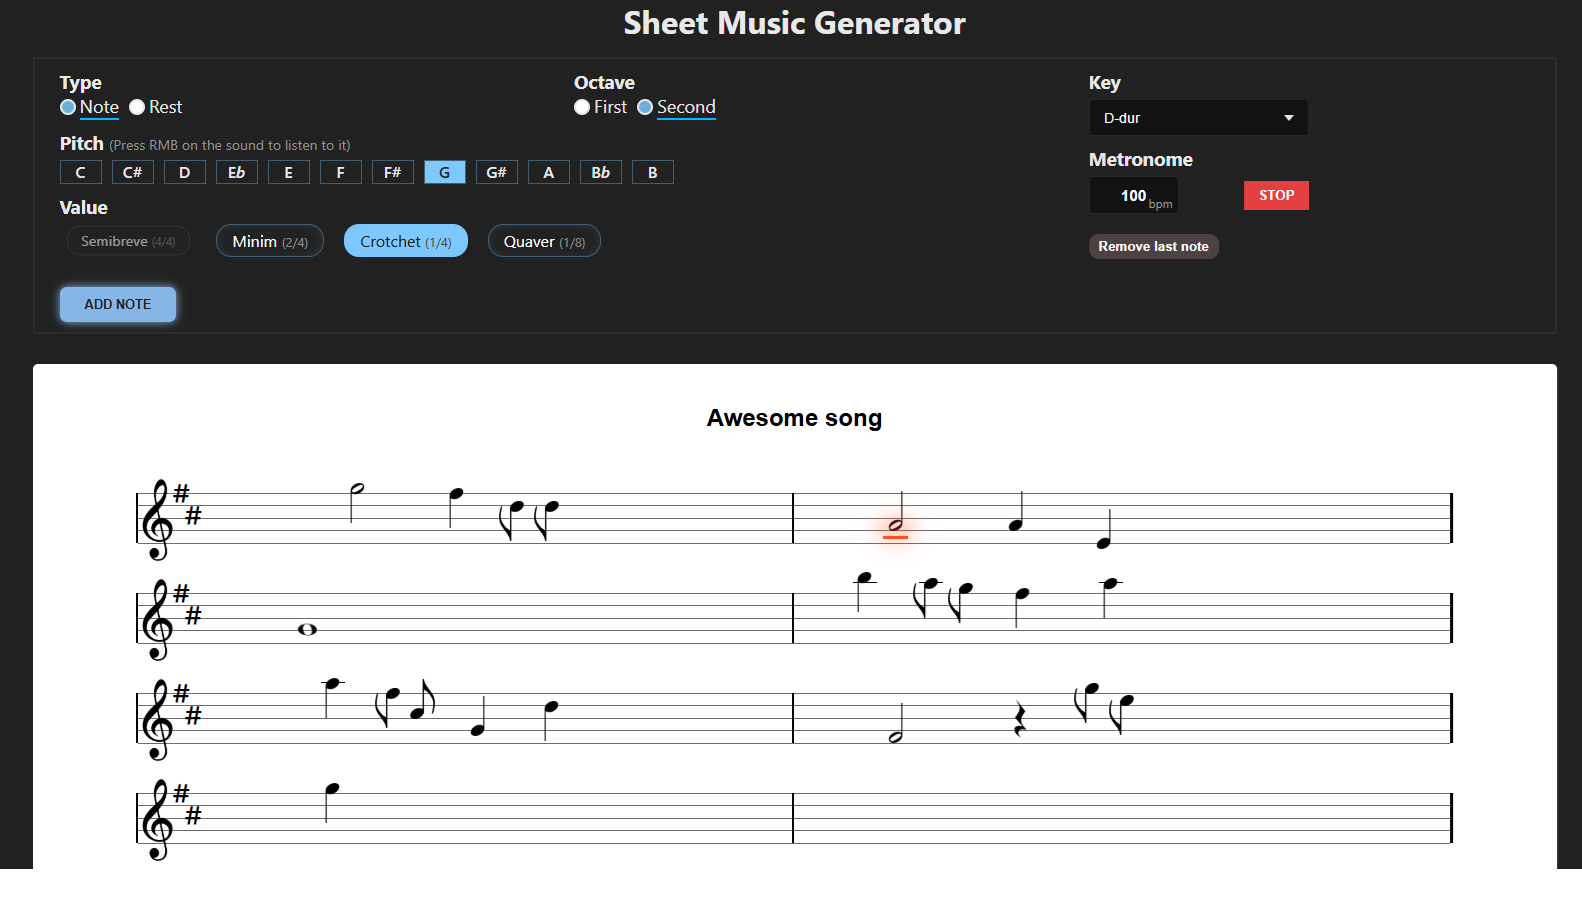 Sheet Music Generator
Type
Note Rest
Octave
First Second
Key
D-dur
Pitch (Press RMB on the sound to listen to it)
C C# D Eb E F F# G G# A Bb B
Metronome
100 bpm STOP
Value
Semibreve (4/4) Minim (2/4) Crotchet (1/4) Quaver (1/8)
Remove last note
ADD NOTE
Awesome song